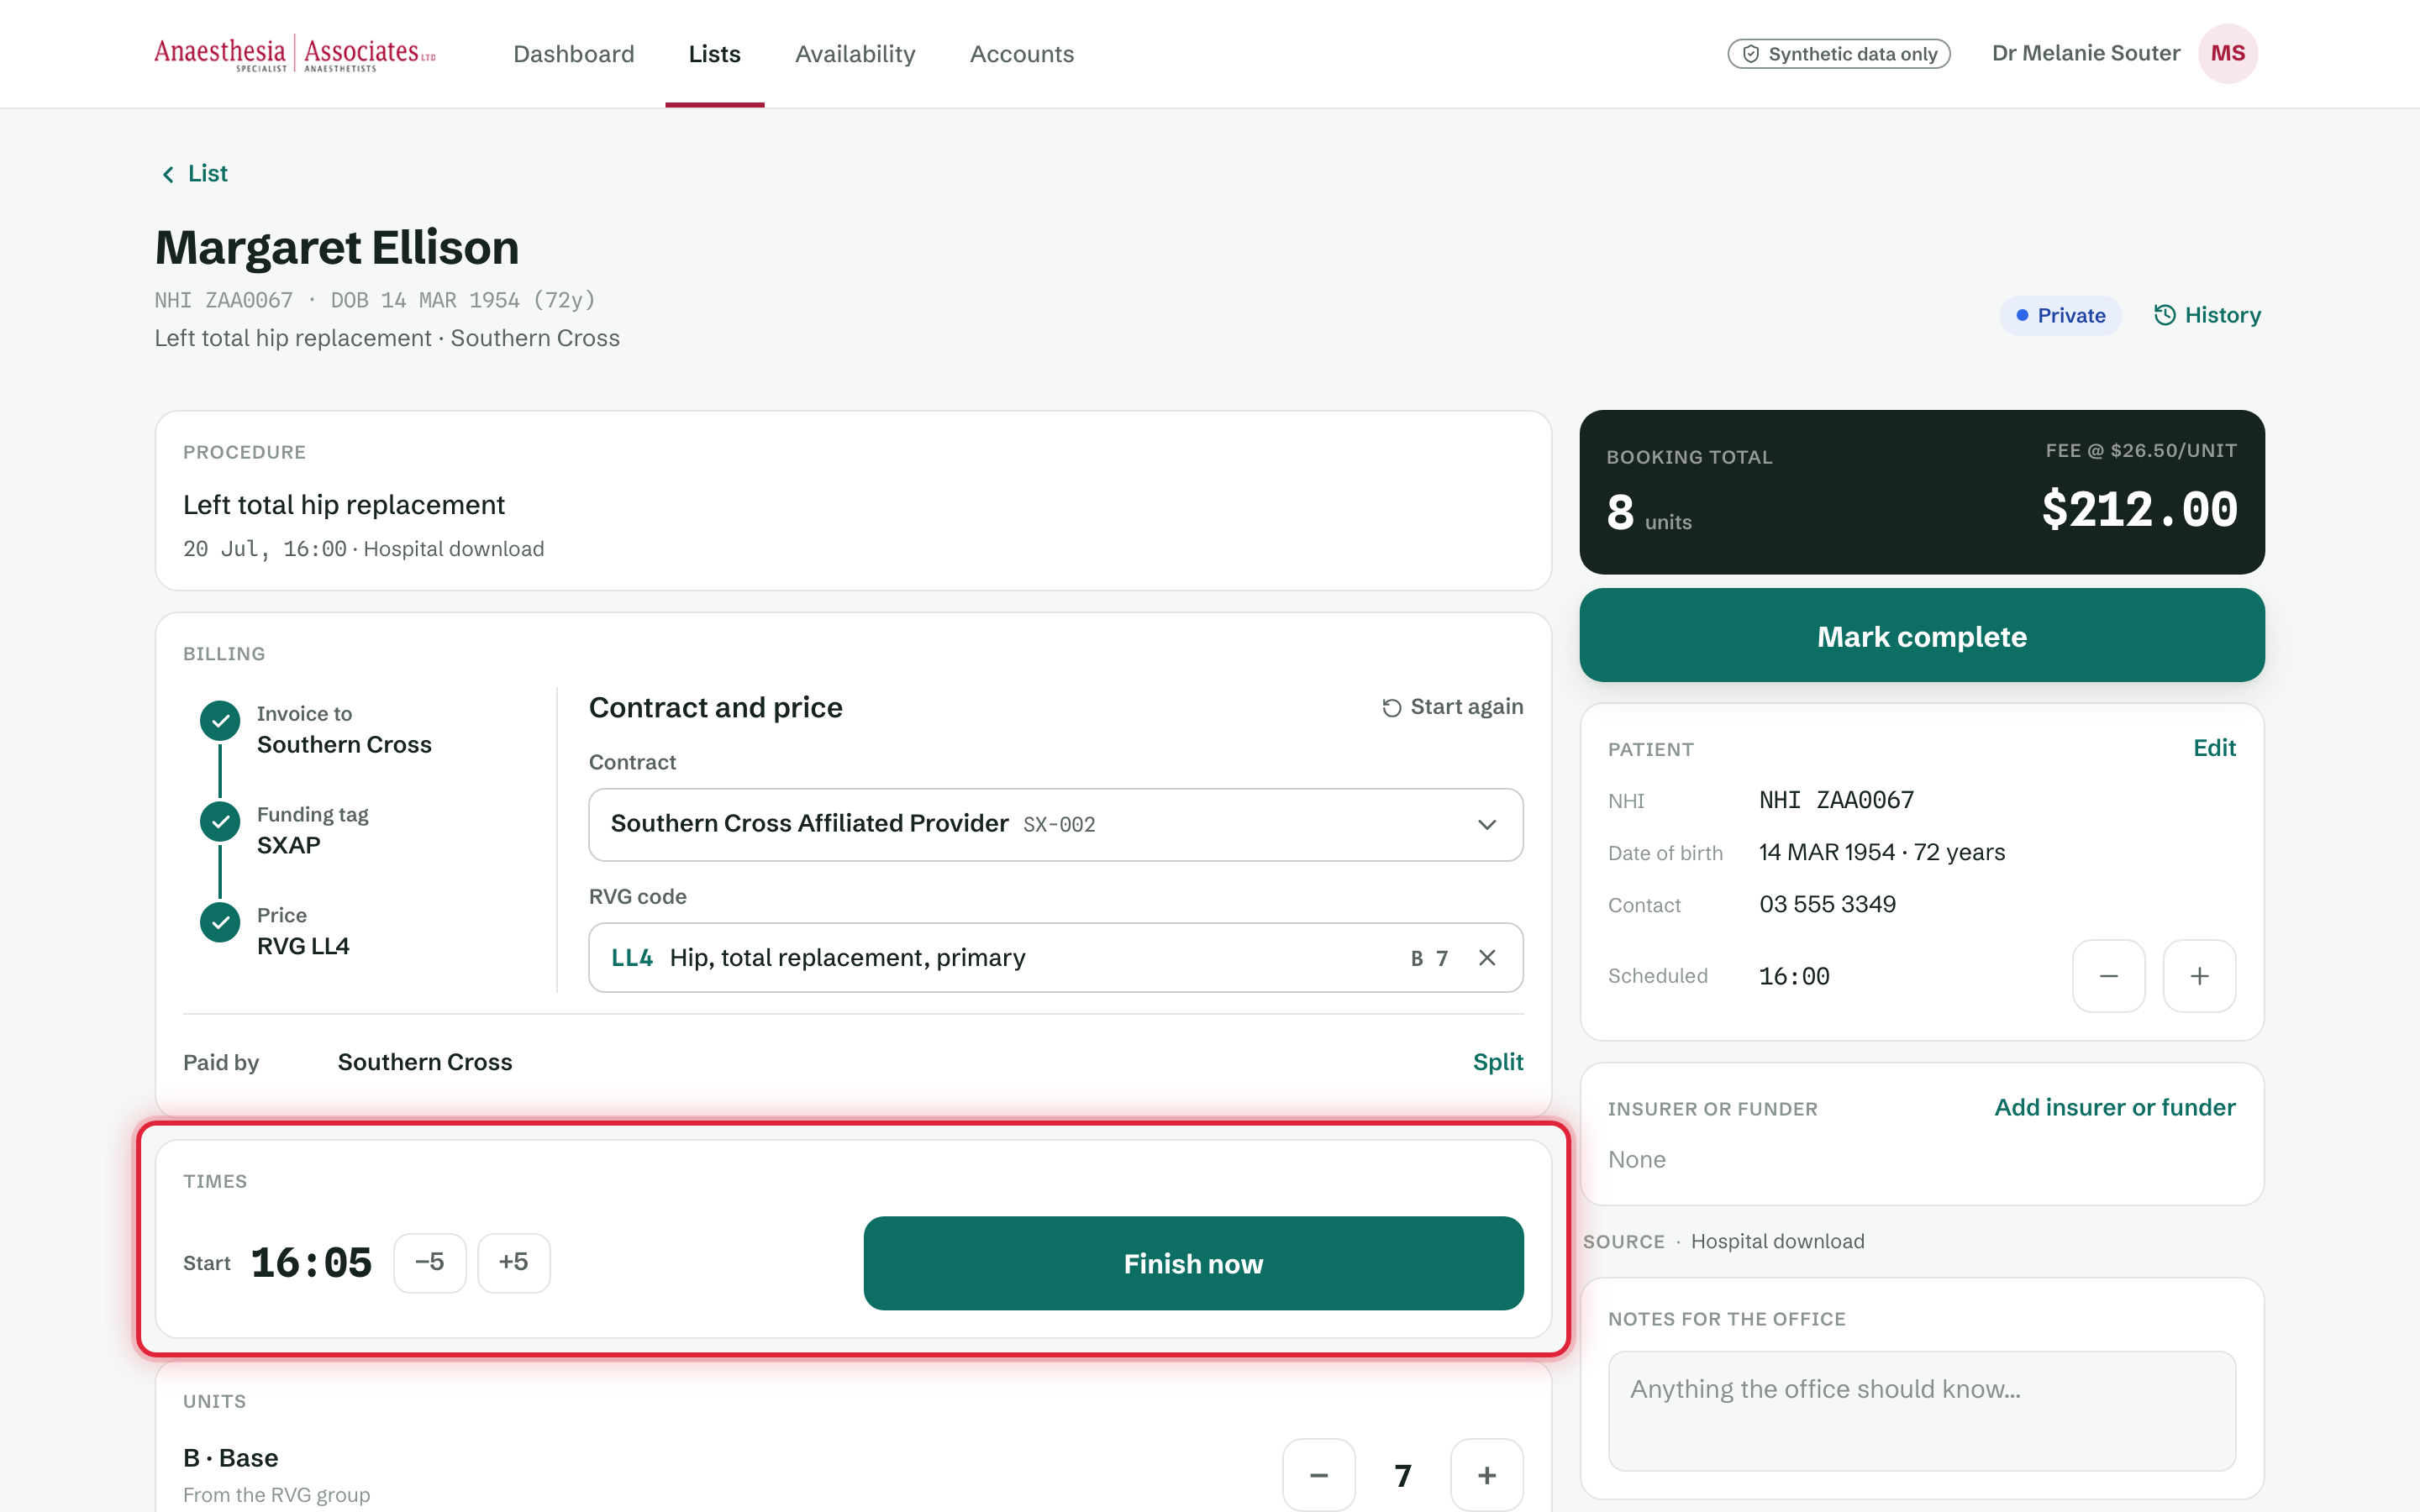 Anaesthesia Associates LTD
SPECIALIST ANAESTHETISTS
Dashboard
Lists
Availability
Accounts
Synthetic data only
Dr Melanie Souter
MS
List
Margaret Ellison
NHI ZAA0067 · DOB 14 MAR 1954 (72y)
Left total hip replacement · Southern Cross
Private
History
PROCEDURE
Left total hip replacement
20 Jul, 16:00 · Hospital download
BILLING
Invoice to
Southern Cross
Funding tag
SXAP
Price
RVG LL4
Contract and price
Start again
Contract
Southern Cross Affiliated Provider SX-002
RVG code
LL4 Hip, total replacement, primary B 7
Paid by Southern Cross Split
TIMES
Start 16:05 −5 +5
Finish now
UNITS
B · Base
From the RVG group
− 7 +
BOOKING TOTAL
8 units
FEE @ $26.50/UNIT
$212.00
Mark complete
PATIENT Edit
NHI NHI ZAA0067
Date of birth 14 MAR 1954 · 72 years
Contact 03 555 3349
Scheduled 16:00 − +
INSURER OR FUNDER Add insurer or funder
None
SOURCE · Hospital download
NOTES FOR THE OFFICE
Anything the office should know...